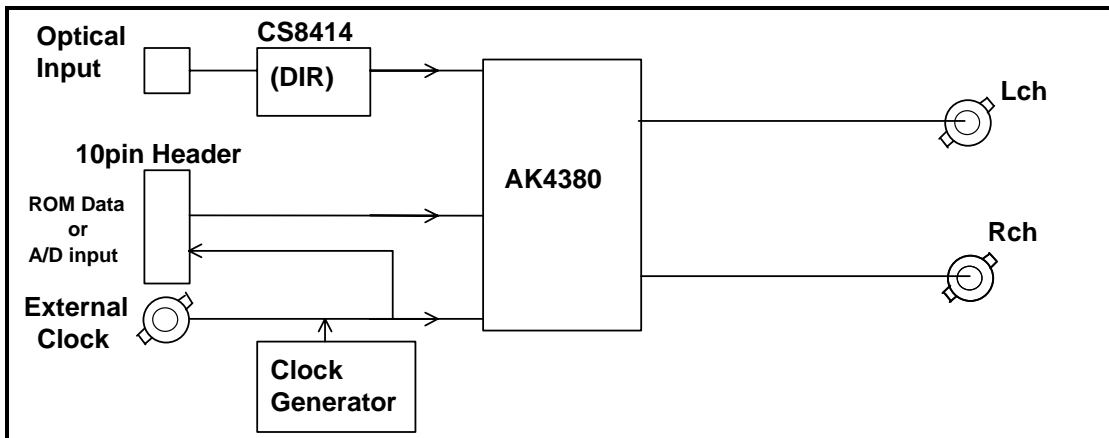 Optical
Input
CS8414
(DIR)
10pin Header
ROM Data
or
A/D input
External
Clock
Clock
Generator
AK4380
Lch
Rch